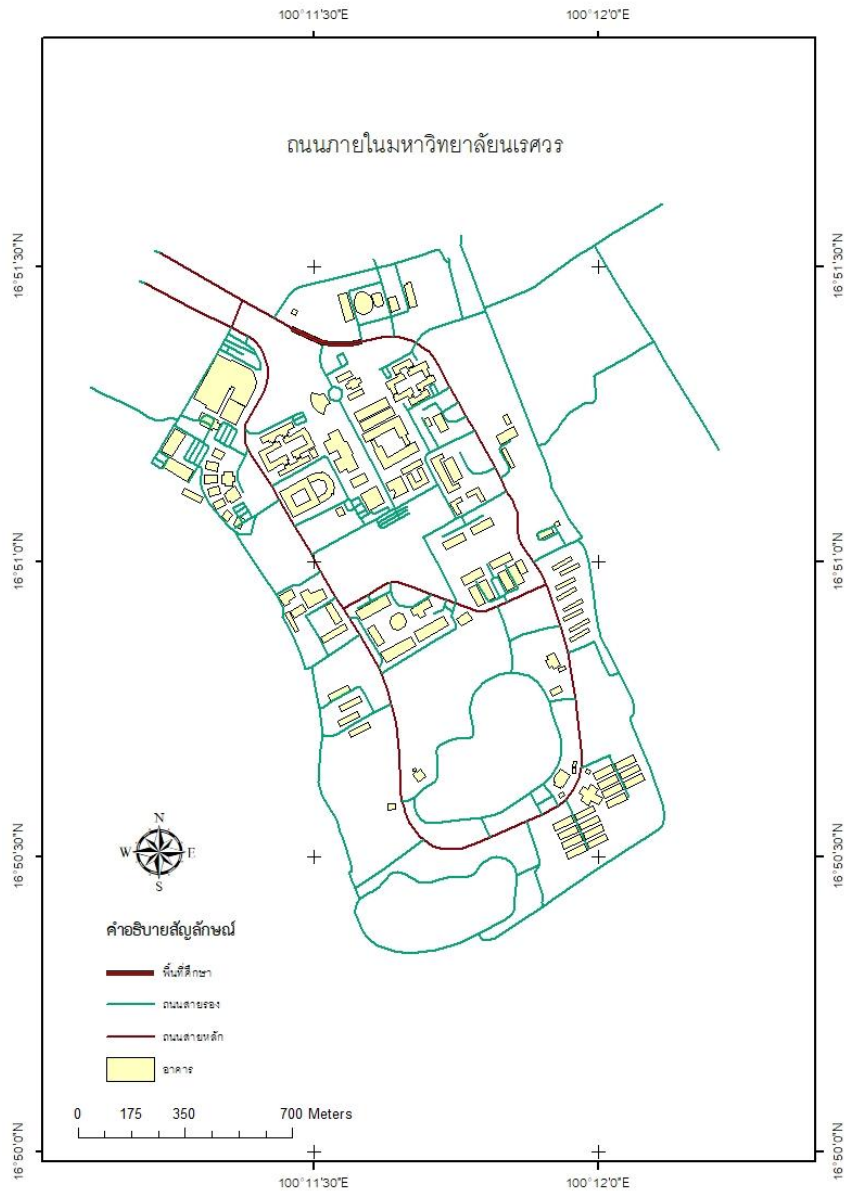 100°11'30"E 100°12'0"E
ถนนภายในมหาวิทยาลัยนเรศวร
16°51'30"N 16°51'30"N
16°51'0"N 16°51'0"N
N
W E
S
16°50'30"N 16°50'30"N
คำอธิบายสัญลักษณ์
พื้นที่ศึกษา
ถนนสายรอง
ถนนสายหลัก
อาคาร
0 175 350 700 Meters
16°50'0"N 16°50'0"N
100°11'30"E 100°12'0"E